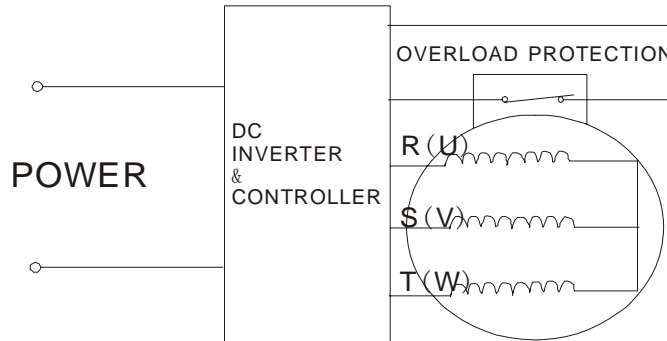 OVERLOAD PROTECTION
DC
INVERTER
&
CONTROLLER
POWER
R(U)
S(V)
T(W)